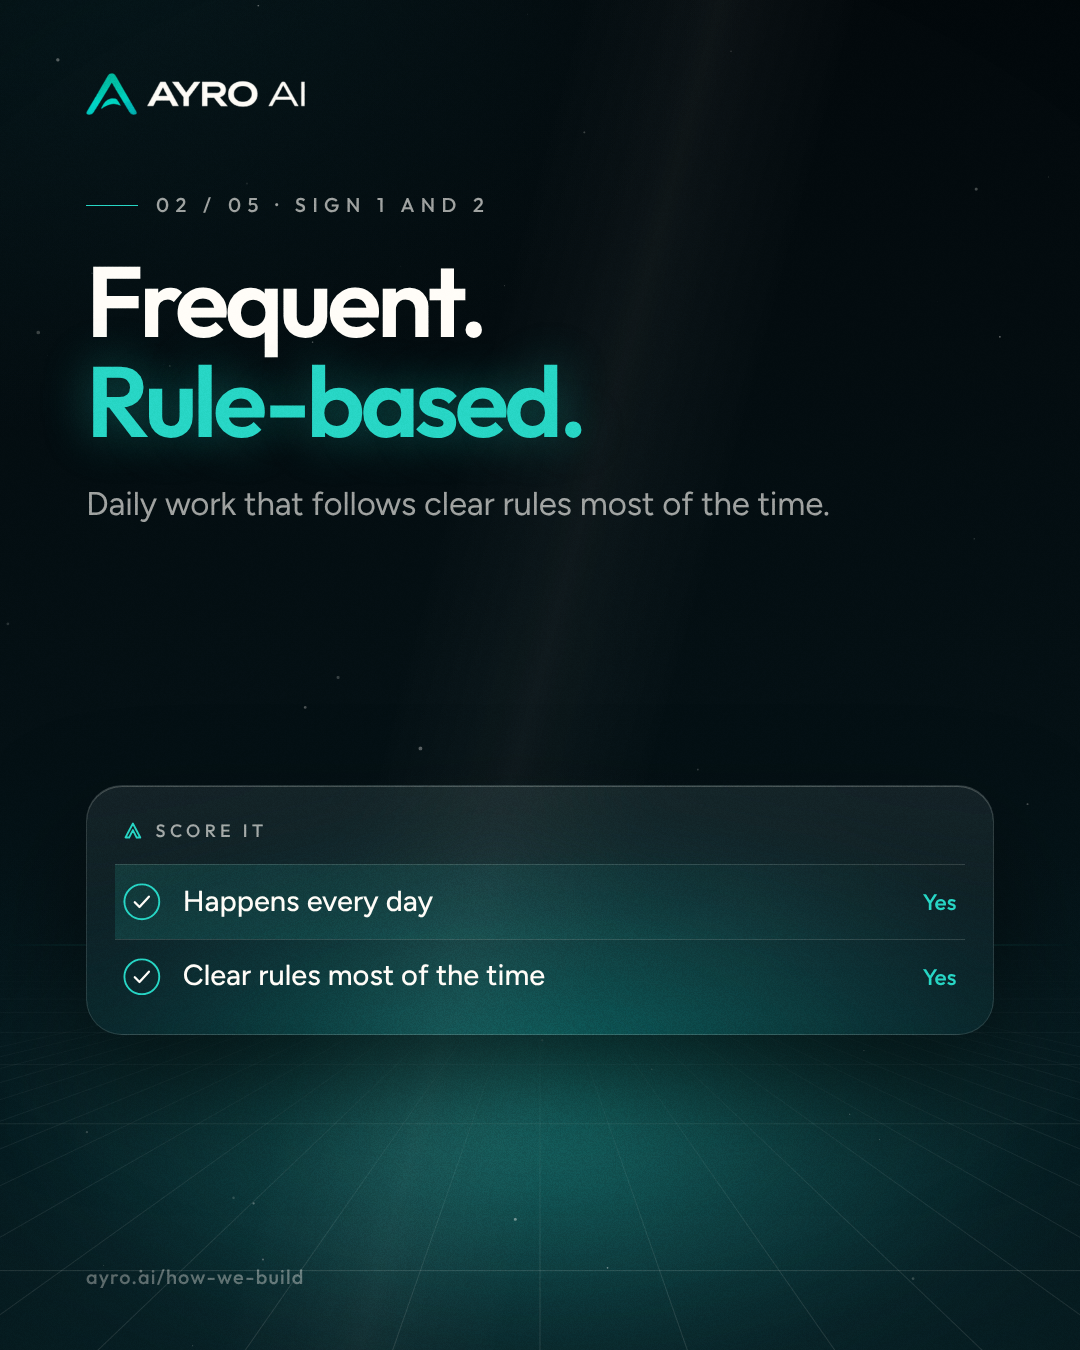 AYRO AI
02 / 05 · SIGN 1 AND 2
Frequent.
Rule-based.
Daily work that follows clear rules most of the time.
SCORE IT
Happens every day Yes
Clear rules most of the time Yes
ayro.ai/how-we-build